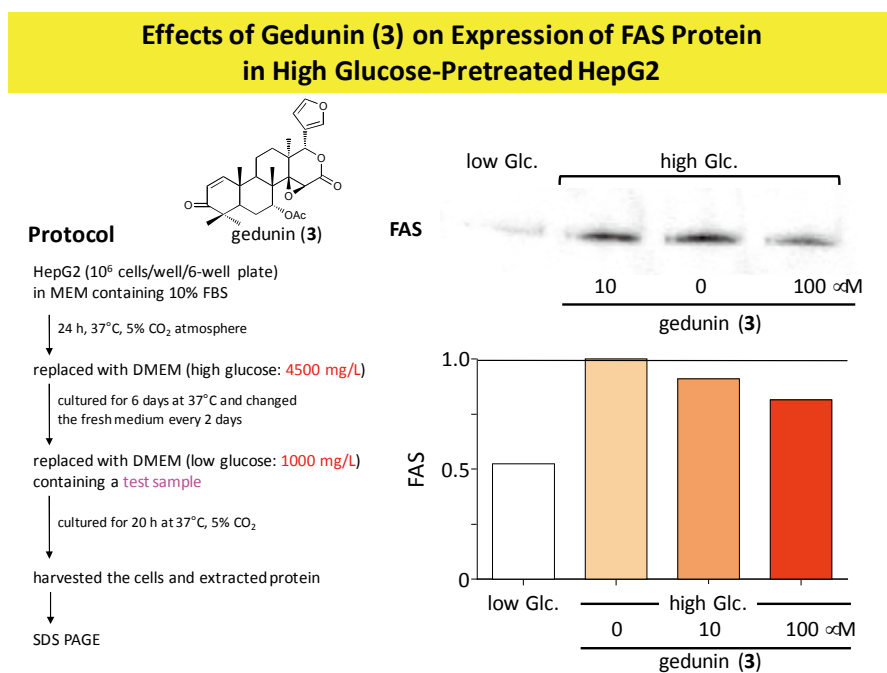 Effects of Gedunin (3) on Expression of FAS Protein
in High Glucose-Pretreated HepG2
O
O
O
O
O
OAc
gedunin (3)
Protocol
HepG2 (10⁶ cells/well/6-well plate)
in MEM containing 10% FBS
24 h, 37°C, 5% CO₂ atmosphere
replaced with DMEM (high glucose: 4500 mg/L)
cultured for 6 days at 37°C and changed
the fresh medium every 2 days
replaced with DMEM (low glucose: 1000 mg/L)
containing a test sample
cultured for 20 h at 37°C, 5% CO₂
harvested the cells and extracted protein
SDS PAGE
low Glc. high Glc.
FAS
10 0 100 ∝M
gedunin (3)
1.0
0.5
0
FAS
low Glc. high Glc.
0 10 100 ∝M
gedunin (3)